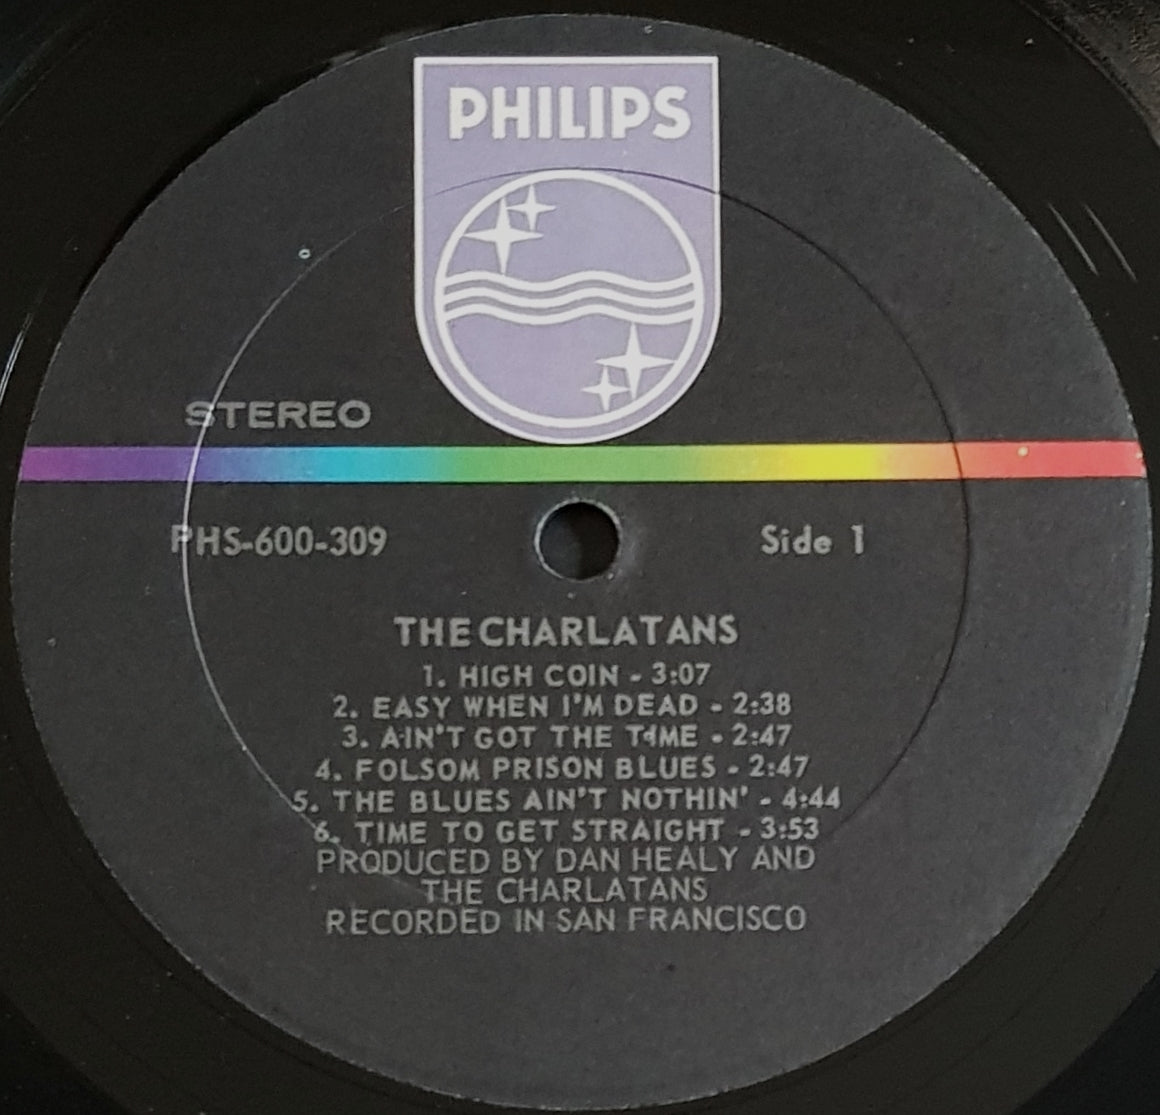 PHILIPS
STEREO
PHS-600-309 Side 1
THE CHARLATANS
1. HIGH COIN - 3:07
2. EASY WHEN I'M DEAD - 2:38
3. AIN'T GOT THE TIME - 2:47
4. FOLSOM PRISON BLUES - 2:47
5. THE BLUES AIN'T NOTHIN' - 4:44
6. TIME TO GET STRAIGHT - 3:53
PRODUCED BY DAN HEALY AND
THE CHARLATANS
RECORDED IN SAN FRANCISCO